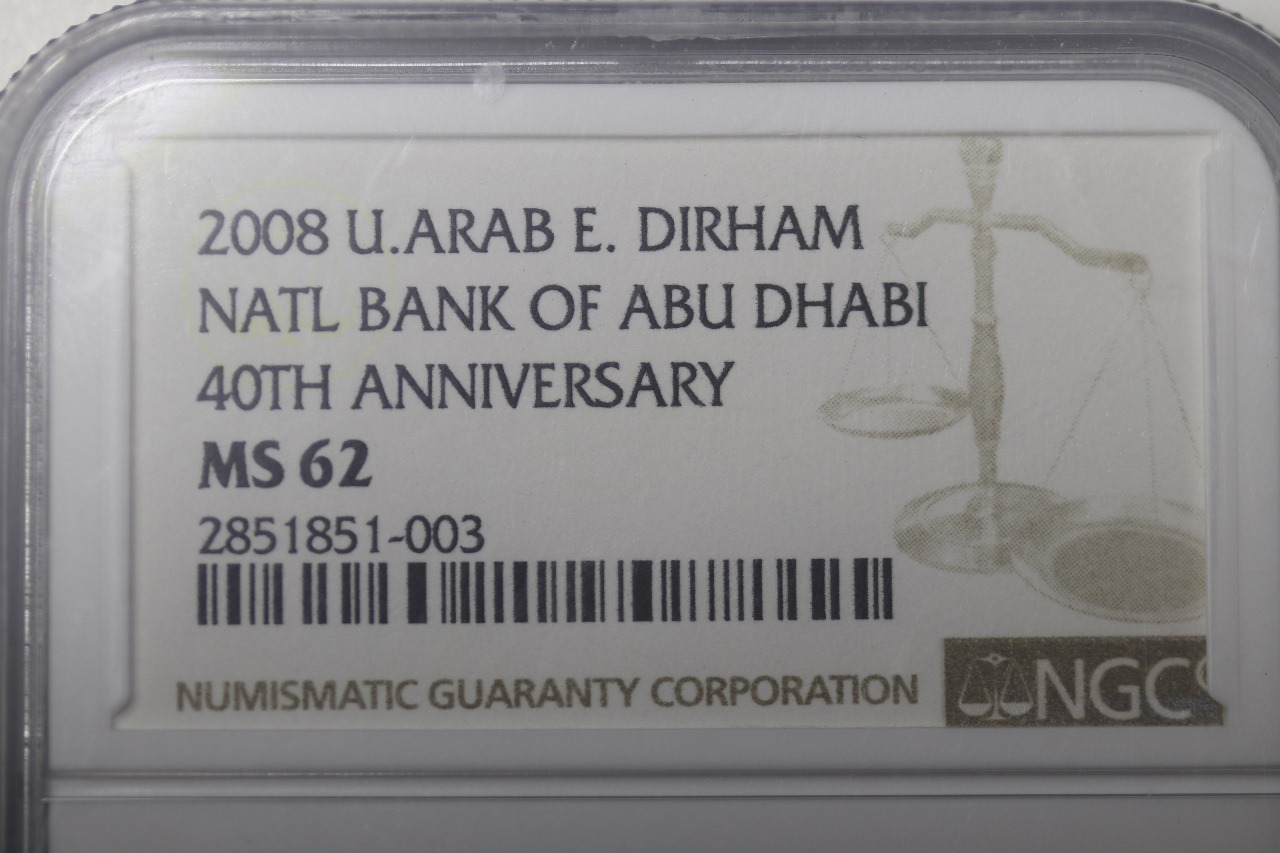 2008 U.ARAB E. DIRHAM
NATL BANK OF ABU DHABI
40TH ANNIVERSARY
MS 62
2851851-003
NUMISMATIC GUARANTY CORPORATION
NGC